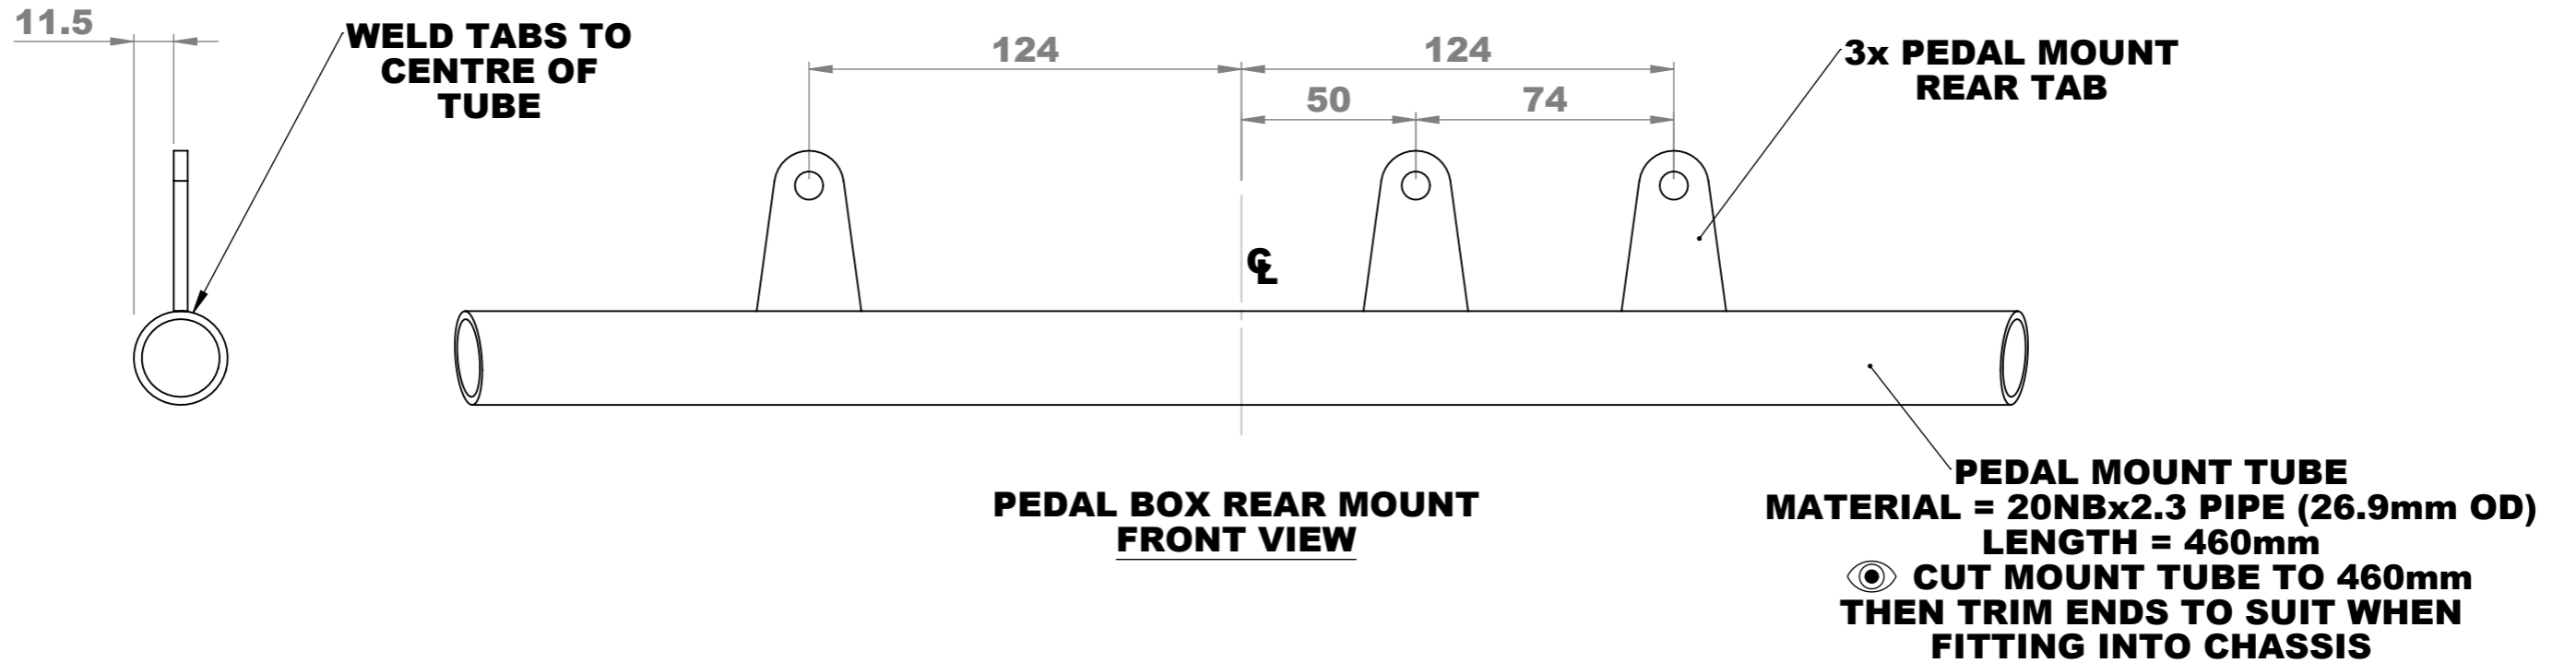 11.5
WELD TABS TO
CENTRE OF
TUBE
124
124
50
74
3x PEDAL MOUNT
REAR TAB
℄
PEDAL BOX REAR MOUNT
FRONT VIEW
PEDAL MOUNT TUBE
MATERIAL = 20NBx2.3 PIPE (26.9mm OD)
LENGTH = 460mm
CUT MOUNT TUBE TO 460mm
THEN TRIM ENDS TO SUIT WHEN
FITTING INTO CHASSIS